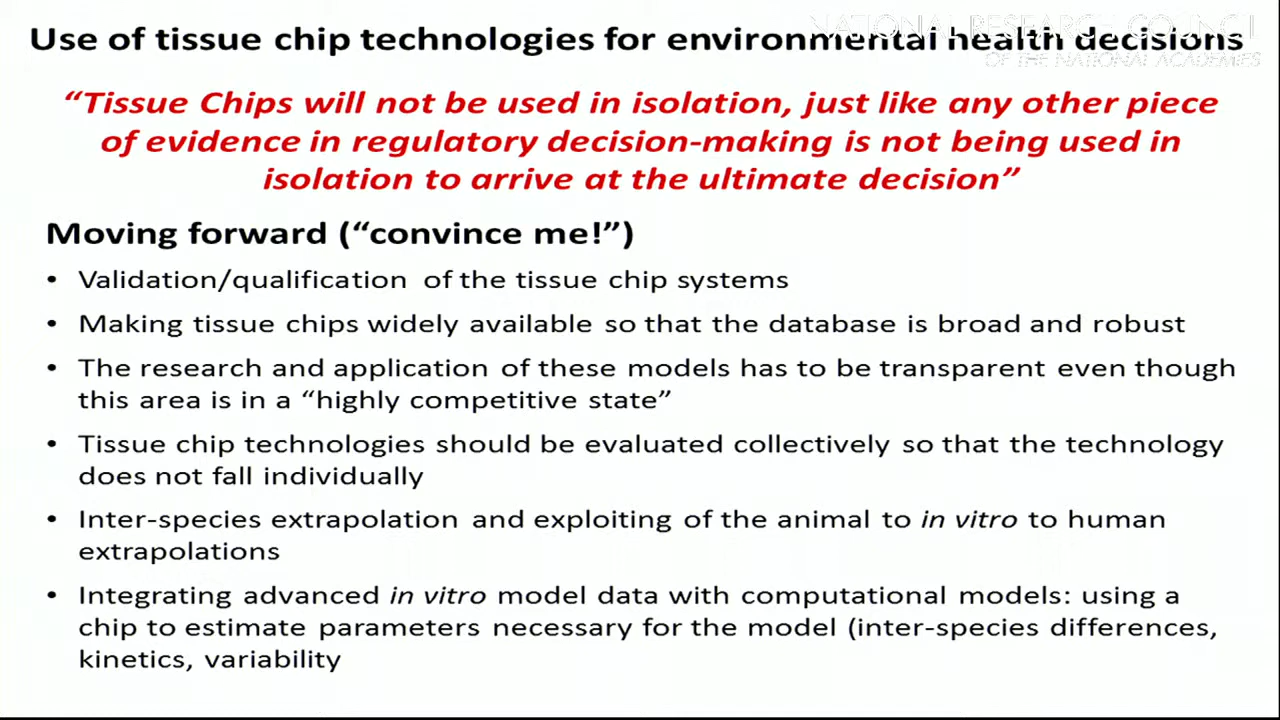 NATIONAL RESEARCH COUNCIL
OF THE NATIONAL ACADEMIES
Use of tissue chip technologies for environmental health decisions
“Tissue Chips will not be used in isolation, just like any other piece
of evidence in regulatory decision-making is not being used in
isolation to arrive at the ultimate decision”
Moving forward (“convince me!”)
• Validation/qualification of the tissue chip systems
• Making tissue chips widely available so that the database is broad and robust
• The research and application of these models has to be transparent even though
this area is in a “highly competitive state”
• Tissue chip technologies should be evaluated collectively so that the technology
does not fall individually
• Inter-species extrapolation and exploiting of the animal to in vitro to human
extrapolations
• Integrating advanced in vitro model data with computational models: using a
chip to estimate parameters necessary for the model (inter-species differences,
kinetics, variability